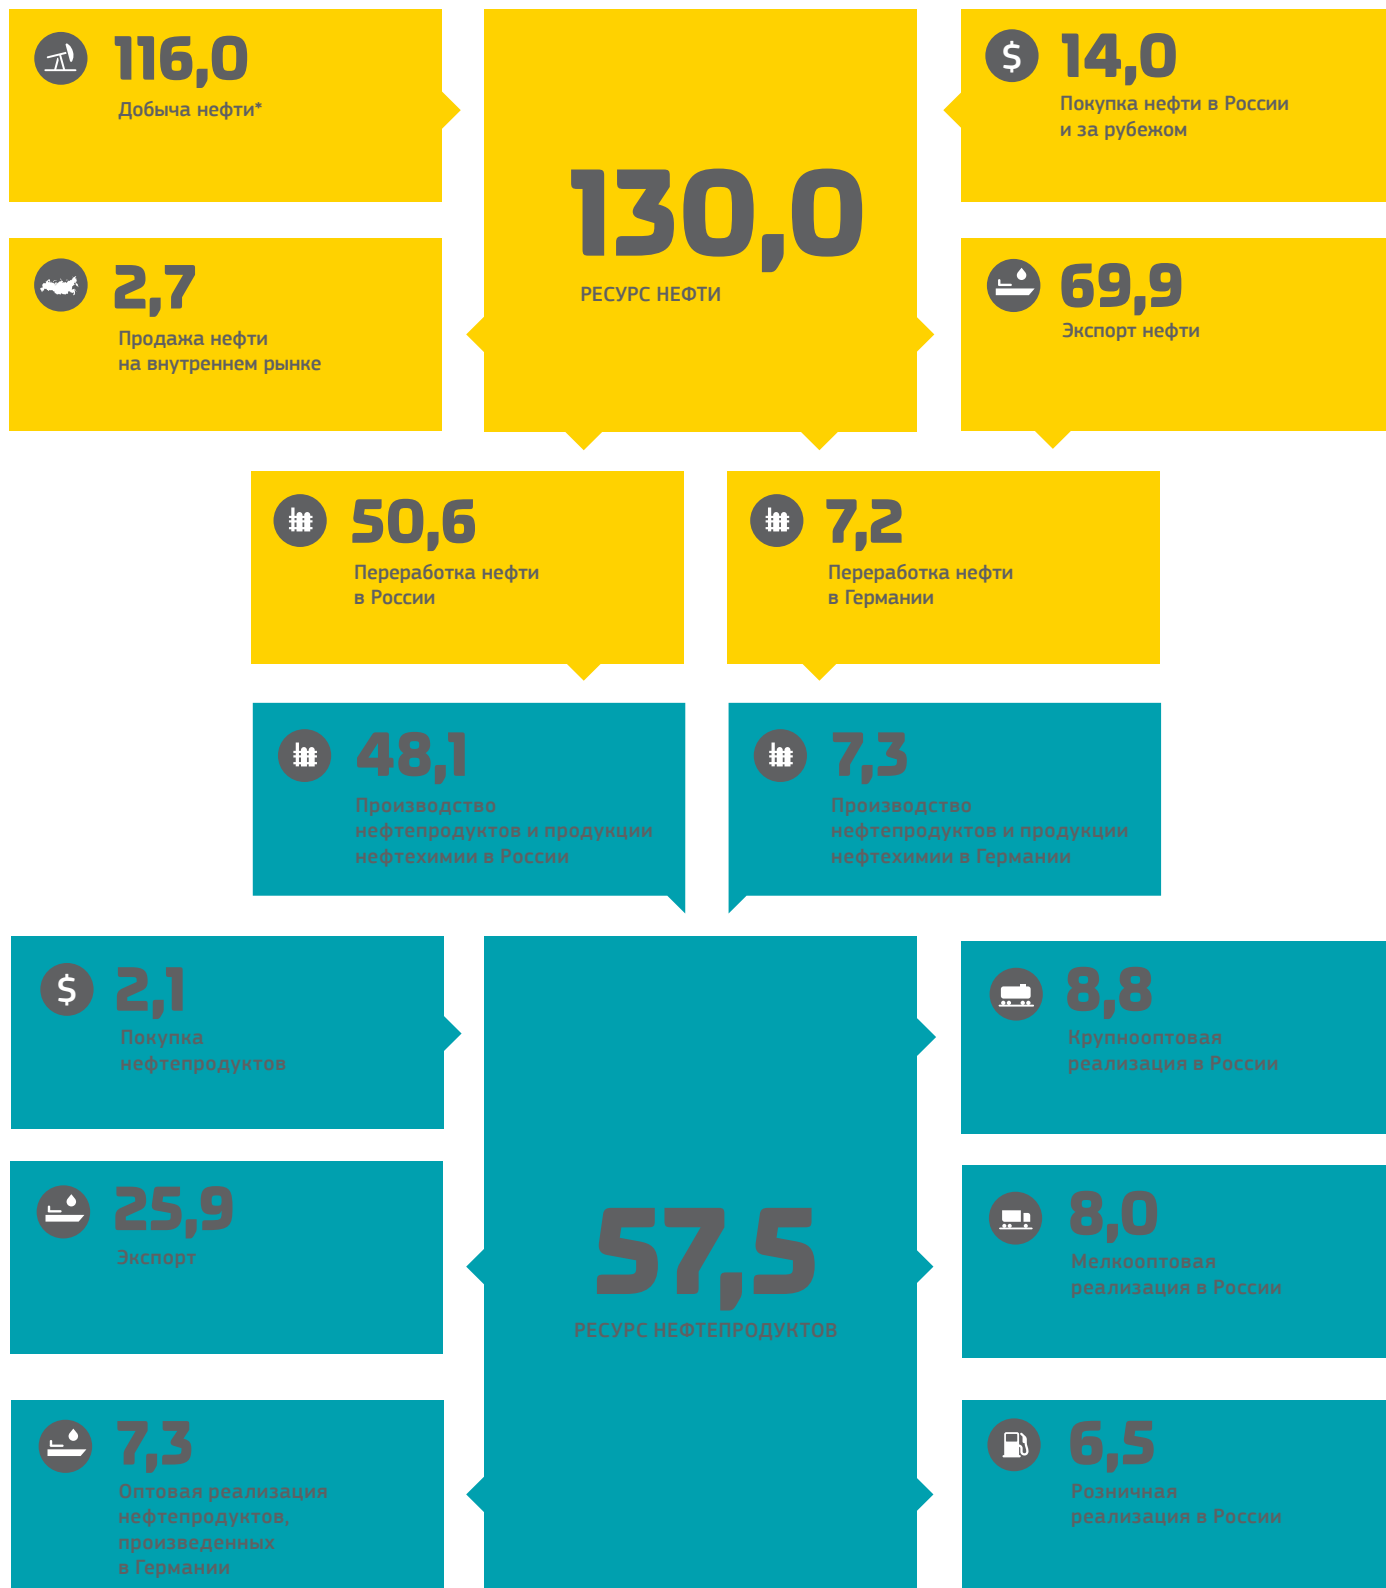 116,0
Добыча нефти*
130,0
РЕСУРС НЕФТИ
14,0
Покупка нефти в России
и за рубежом
2,7
Продажа нефти
на внутреннем рынке
69,9
Экспорт нефти
50,6
Переработка нефти
в России
7,2
Переработка нефти
в Германии
48,1
Производство
нефтепродуктов и продукции
нефтехимии в России
7,3
Производство
нефтепродуктов и продукции
нефтехимии в Германии
2,1
Покупка
нефтепродуктов
8,8
Крупнооптовая
реализация в России
25,9
Экспорт
57,5
РЕСУРС НЕФТЕПРОДУКТОВ
8,0
Мелкооптовая
реализация в России
7,3
Оптовая реализация
нефтепродуктов,
произведенных
в Германии
6,5
Розничная
реализация в России